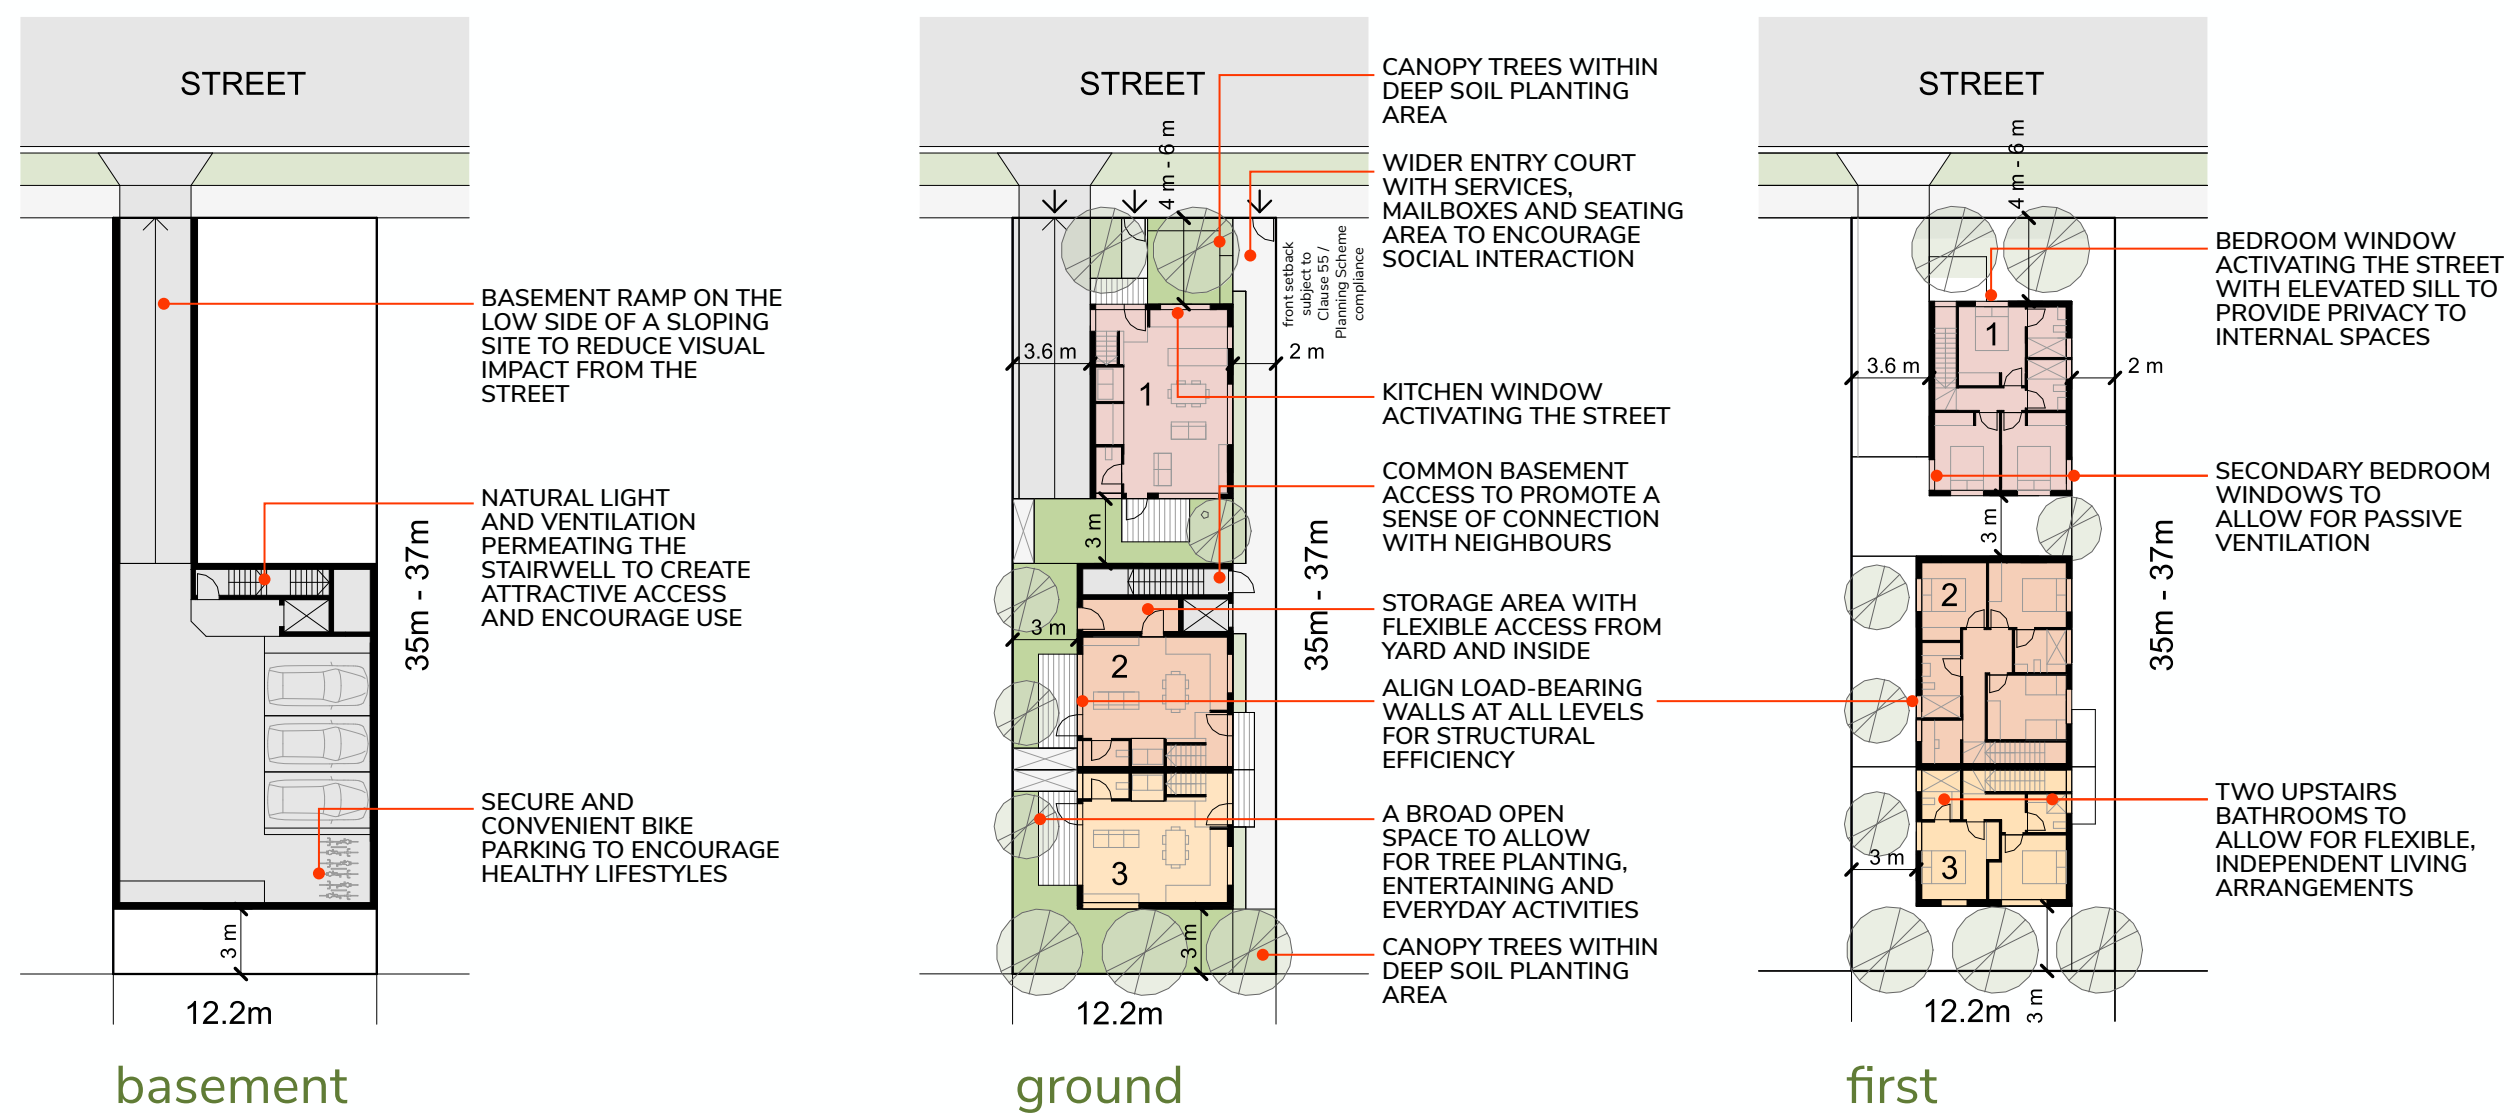 STREET
BASEMENT RAMP ON THE
LOW SIDE OF A SLOPING
SITE TO REDUCE VISUAL
IMPACT FROM THE
STREET
NATURAL LIGHT
AND VENTILATION
PERMEATING THE
STAIRWELL TO CREATE
ATTRACTIVE ACCESS
AND ENCOURAGE USE
35m - 37m
SECURE AND
CONVENIENT BIKE
PARKING TO ENCOURAGE
HEALTHY LIFESTYLES
3 m
12.2m
basement
STREET
4 m - 6 m
CANOPY TREES WITHIN
DEEP SOIL PLANTING
AREA
WIDER ENTRY COURT
WITH SERVICES,
MAILBOXES AND SEATING
AREA TO ENCOURAGE
SOCIAL INTERACTION
front setback
subject to
Clause 55 /
Planning Scheme
compliance
3.6 m
2 m
1
KITCHEN WINDOW
ACTIVATING THE STREET
COMMON BASEMENT
ACCESS TO PROMOTE A
SENSE OF CONNECTION
WITH NEIGHBOURS
3 m
35m - 37m
STORAGE AREA WITH
FLEXIBLE ACCESS FROM
YARD AND INSIDE
3 m
2
ALIGN LOAD-BEARING
WALLS AT ALL LEVELS
FOR STRUCTURAL
EFFICIENCY
A BROAD OPEN
SPACE TO ALLOW
FOR TREE PLANTING,
ENTERTAINING AND
EVERYDAY ACTIVITIES
3
CANOPY TREES WITHIN
DEEP SOIL PLANTING
AREA
3 m
12.2m
ground
STREET
4 m - 6 m
BEDROOM WINDOW
ACTIVATING THE STREET
WITH ELEVATED SILL TO
PROVIDE PRIVACY TO
INTERNAL SPACES
1
3.6 m
2 m
SECONDARY BEDROOM
WINDOWS TO
ALLOW FOR PASSIVE
VENTILATION
3 m
35m - 37m
2
TWO UPSTAIRS
BATHROOMS TO
ALLOW FOR FLEXIBLE,
INDEPENDENT LIVING
ARRANGEMENTS
3 m
3
12.2m
3 m
first